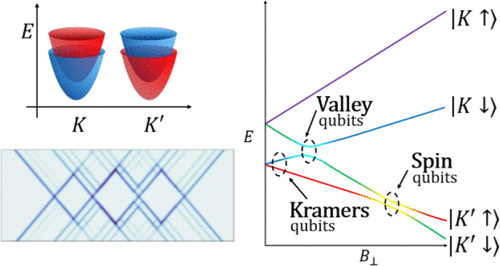 E
K
K′
|K ↑⟩
|K ↓⟩
Valley
qubits
E
Spin
qubits
Kramers
qubits
|K′ ↑⟩
|K′ ↓⟩
B⊥